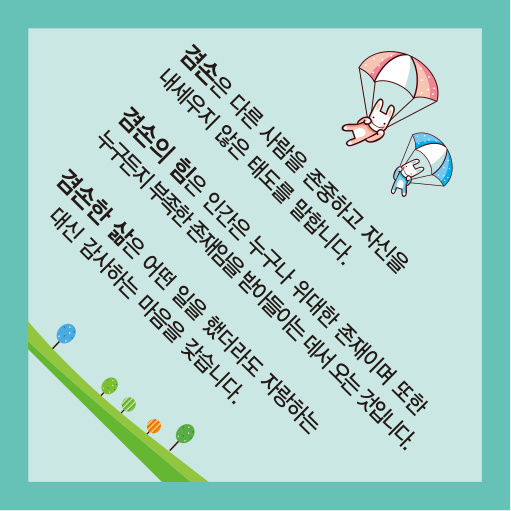 겸손은 다른 사람을 존중하고 자신을
내세우지 않은 태도를 말합니다.
겸손의 힘은 인간은 누구나 위대한 존재이며 또한
누구든지 부족한 존재임을 받아들이는 데서 오는 것입니다.
겸손한 삶은 어떤 일을 했더라도 자랑하는
대신 감사하는 마음을 갖습니다.